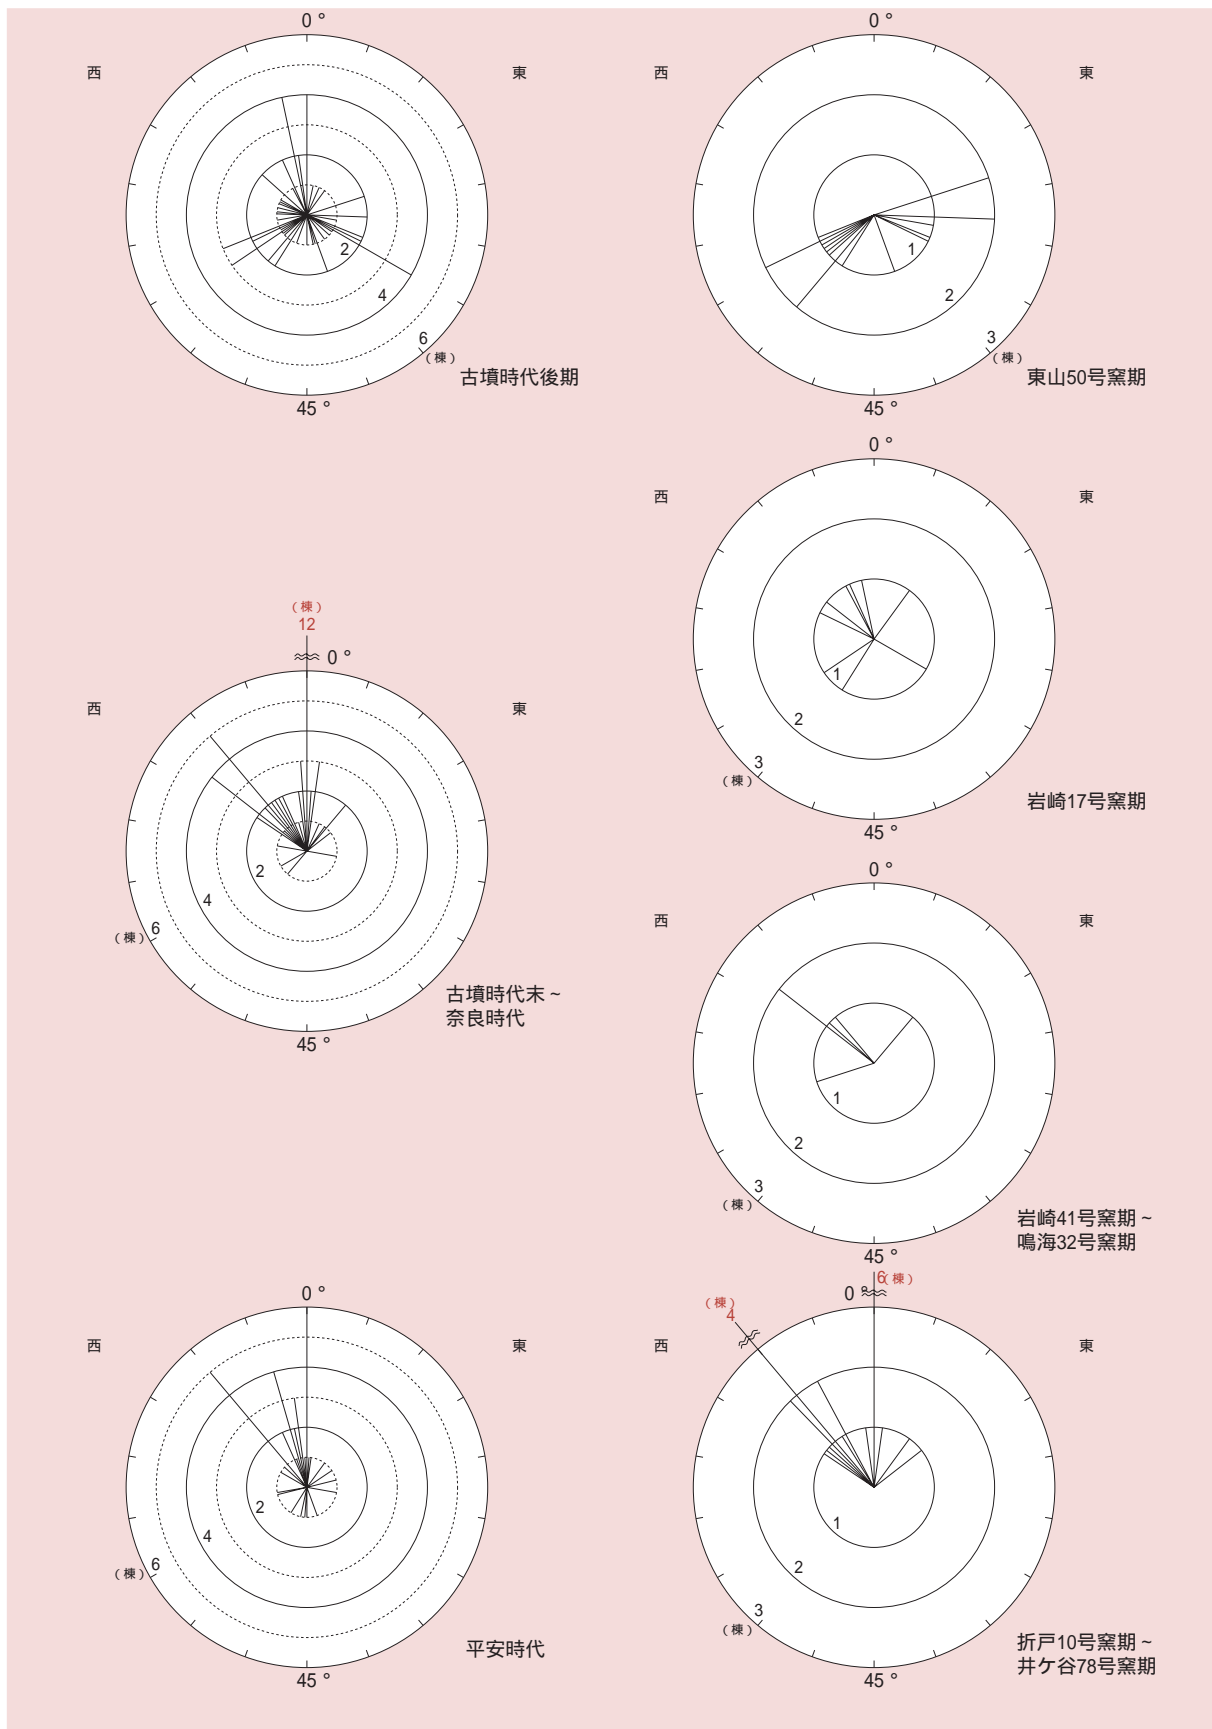 0 °
西
東
2
4
6
（棟）
古墳時代後期
45 °
0 °
西
東
1
2
3
（棟）
東山50号窯期
45 °
0 °
西
東
1
2
3
（棟）
岩崎17号窯期
45 °
（棟）
12
0 °
西
東
2
4
6
（棟）
古墳時代末 ~
奈良時代
45 °
0 °
西
東
1
2
3
（棟）
岩崎41号窯期 ~
鳴海32号窯期
45 °
0 °
西
東
2
4
6
（棟）
平安時代
45 °
6（棟）
0 °
（棟）
4
西
東
1
2
3
（棟）
折戸10号窯期 ~
井ケ谷78号窯期
45 °